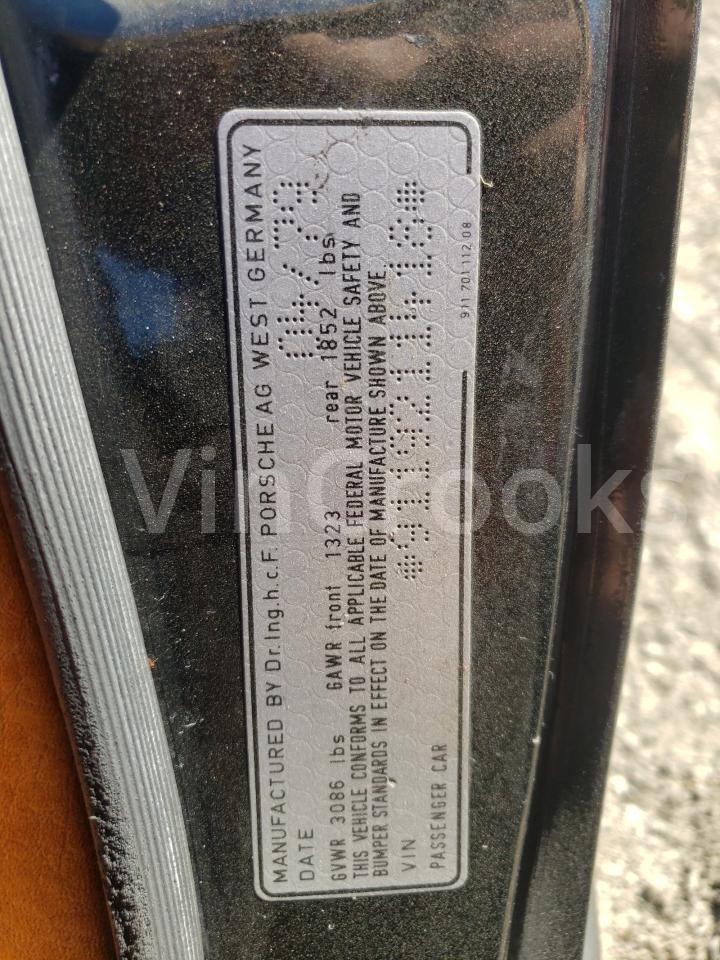 MANUFACTURED BY Dr.Ing.h.c.F. PORSCHE AG WEST GERMANY
DATE 04/79
GVWR 3086 lbs GAWR front 1323 rear 1852 lbs
THIS VEHICLE CONFORMS TO ALL APPLICABLE FEDERAL MOTOR VEHICLE SAFETY AND
BUMPER STANDARDS IN EFFECT ON THE DATE OF MANUFACTURE SHOWN ABOVE
VIN
PASSENGER CAR
911 701 112 08
VinCrooks